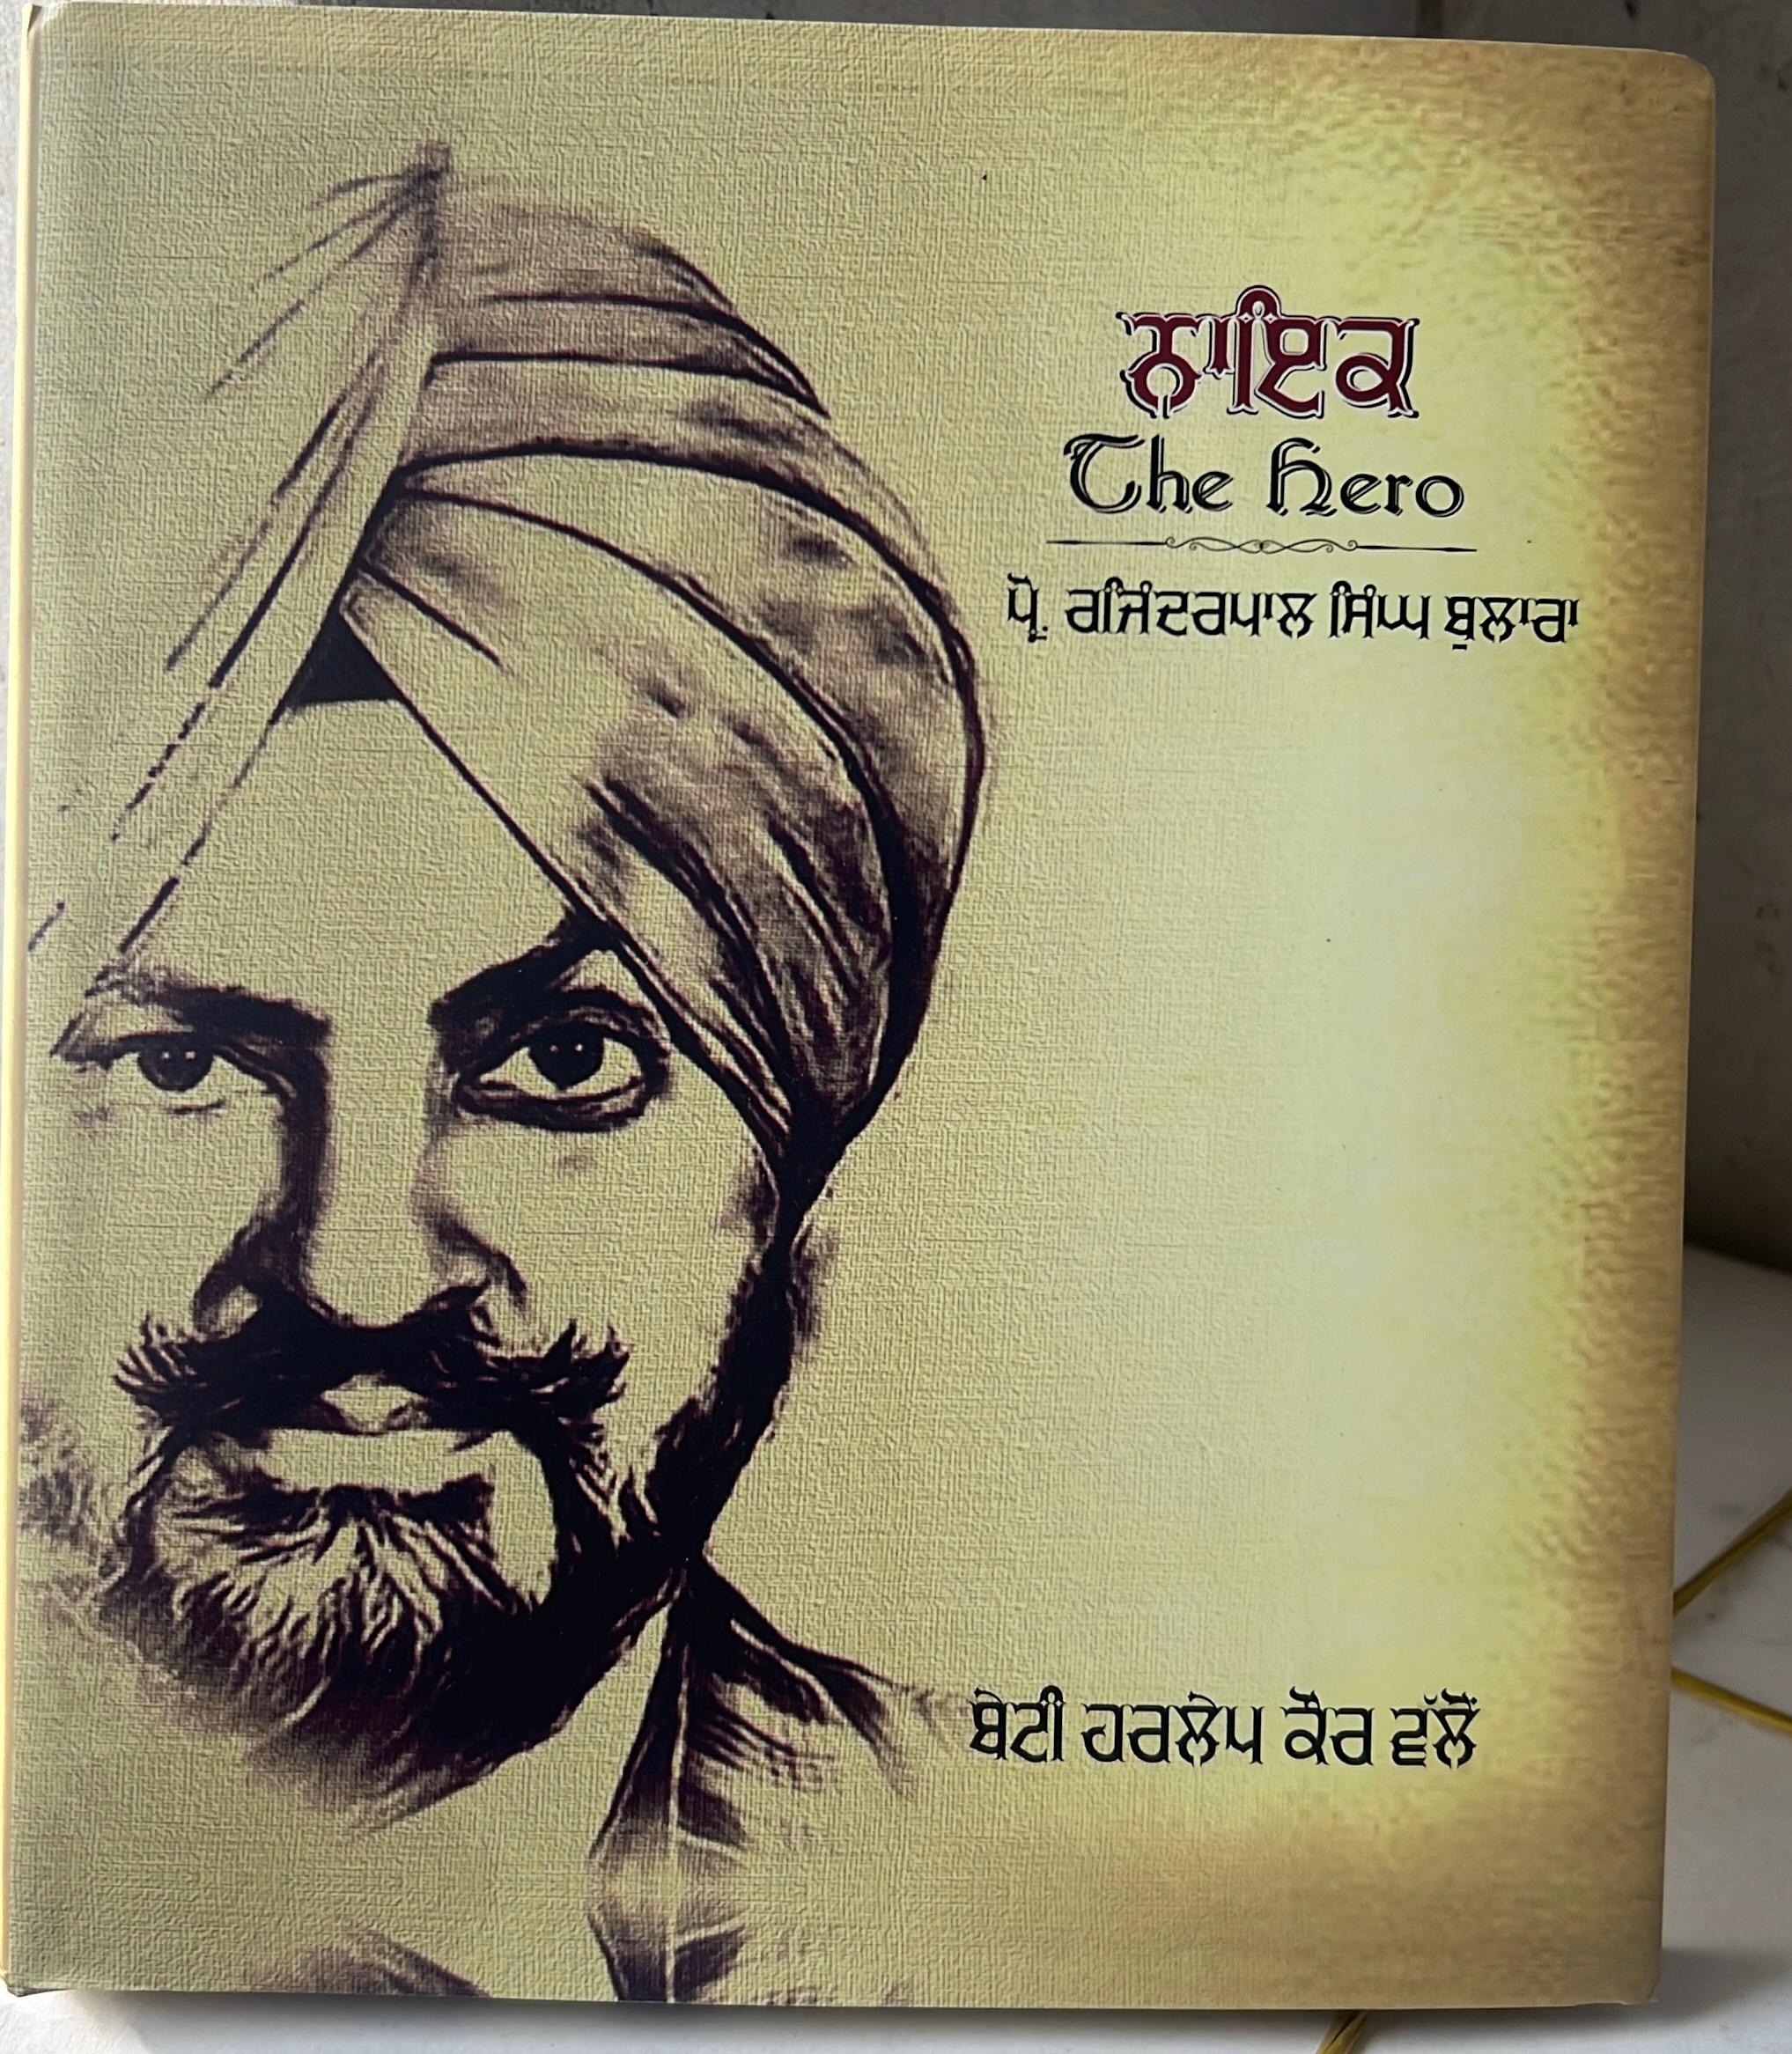 ਨਾਇਕ
The Hero
ਪ੍ਰੋ. ਰਜਿੰਦਰਪਾਲ ਸਿੰਘ ਬੁਲਾਰਾ
ਬੇਟੀ ਹਰਲੇਪ ਕੌਰ ਵੱਲੋਂ